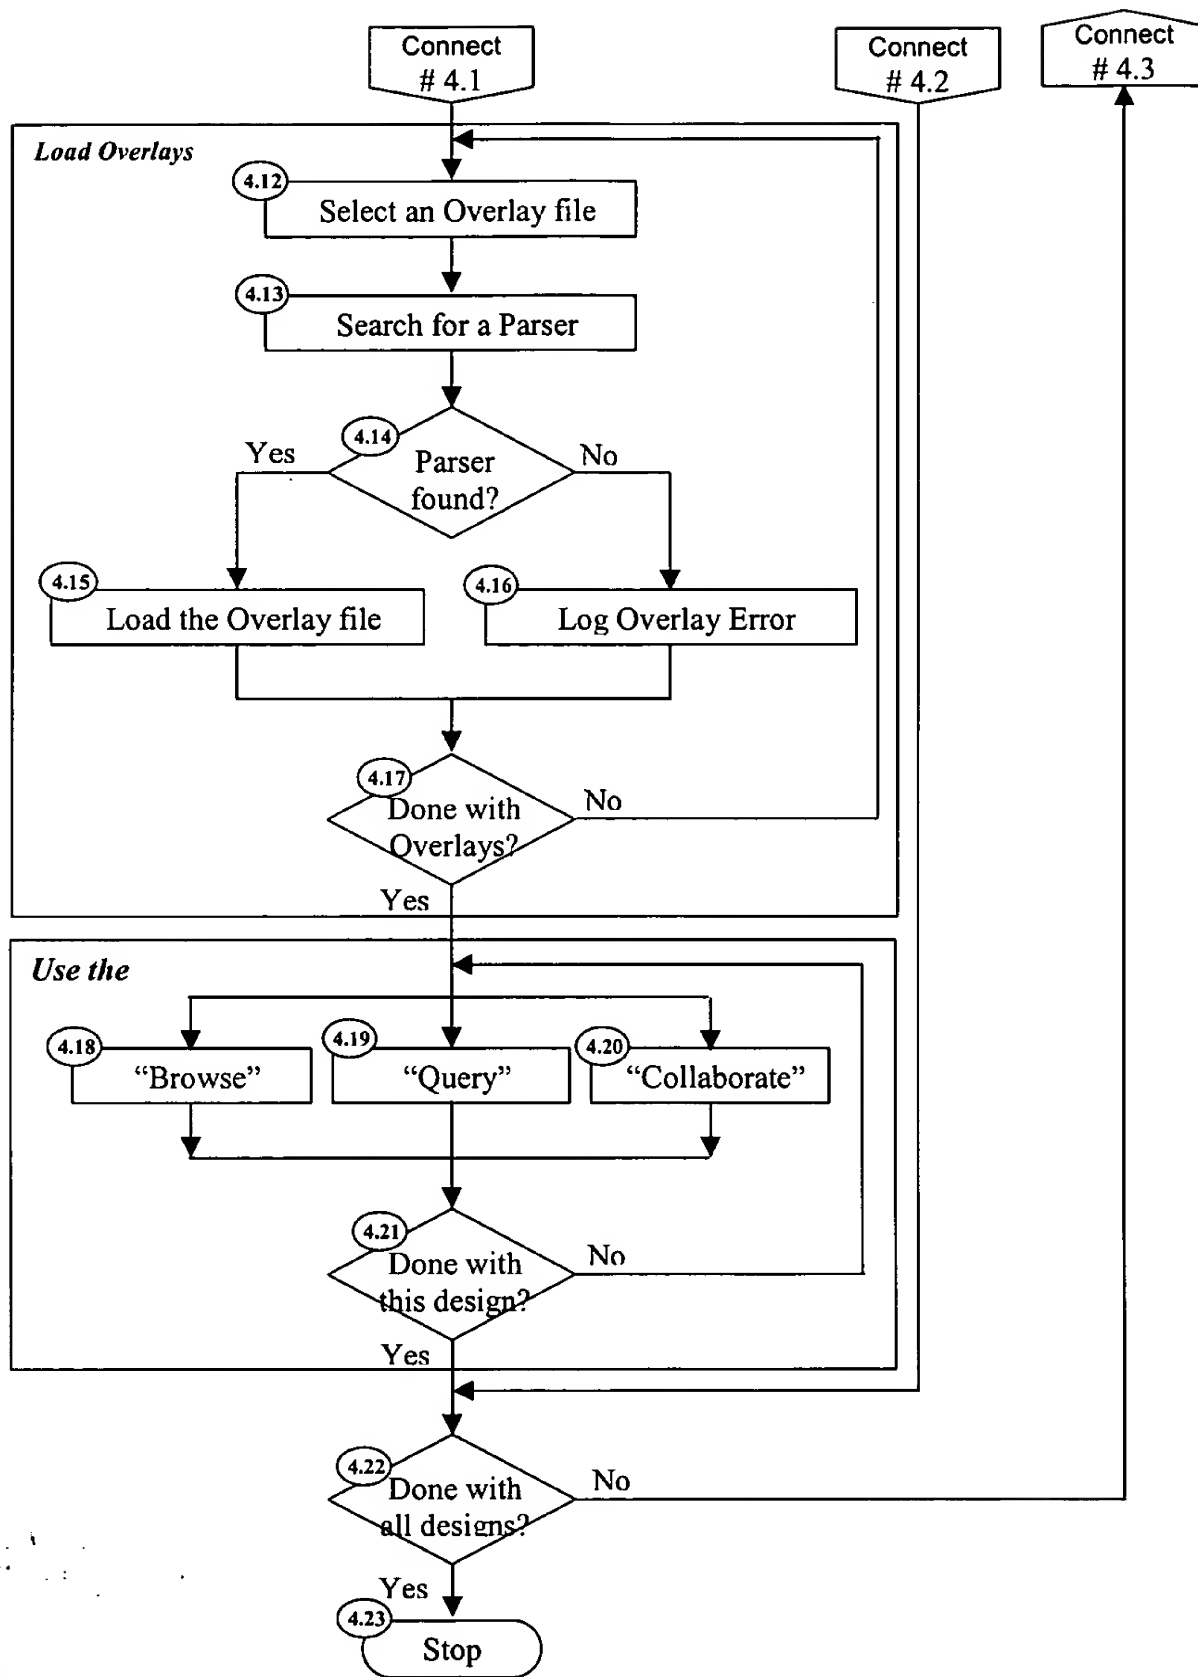 Connect
# 4.1
Connect
# 4.2
Connect
# 4.3
Load Overlays
4.12
Select an Overlay file
4.13
Search for a Parser
4.14
Yes
No
Parser
found?
4.15
Load the Overlay file
4.16
Log Overlay Error
4.17
No
Done with
Overlays?
Yes
Use the
4.18
"Browse"
4.19
"Query"
4.20
"Collaborate"
4.21
No
Done with
this design?
Yes
4.22
No
Done with
all designs?
Yes
4.23
Stop